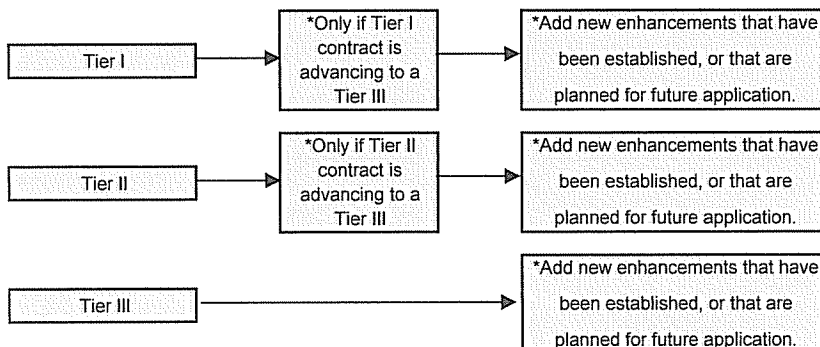 Tier I
*Only if Tier I
contract is
advancing to a
Tier III
*Add new enhancements that have
been established, or that are
planned for future application.
Tier II
*Only if Tier II
contract is
advancing to a
Tier III
*Add new enhancements that have
been established, or that are
planned for future application.
Tier III
*Add new enhancements that have
been established, or that are
planned for future application.